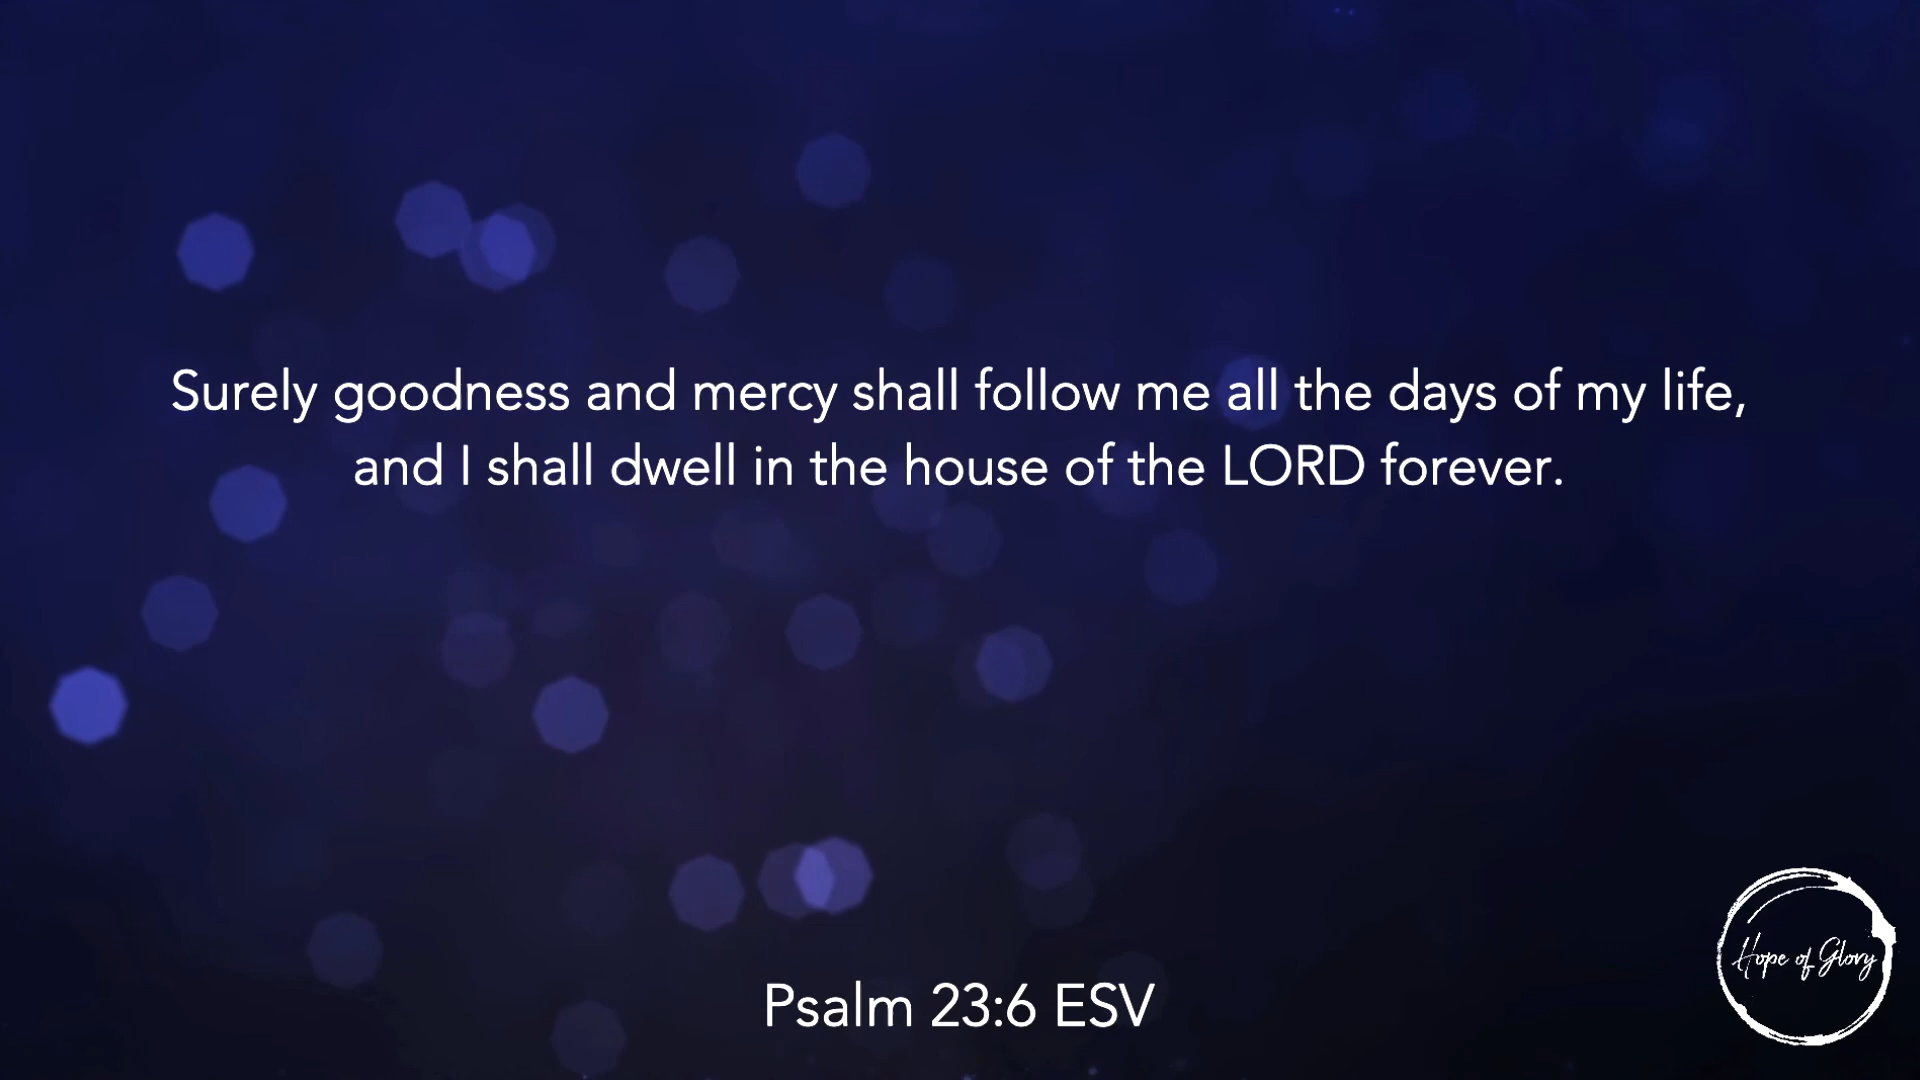 Surely goodness and mercy shall follow me all the days of my life,
and I shall dwell in the house of the LORD forever.
Psalm 23:6 ESV
Hope of Glory